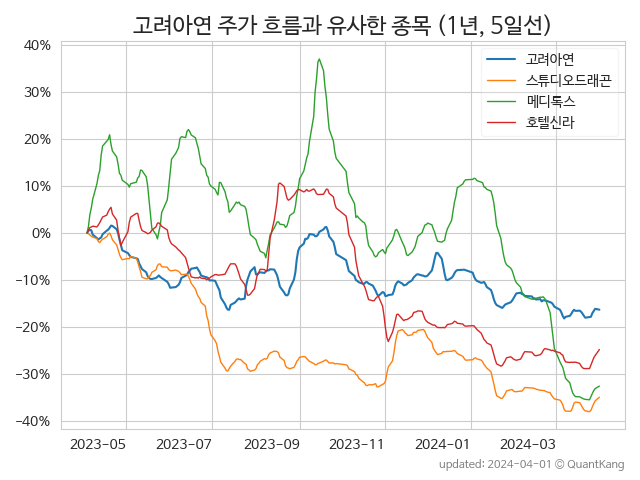 고려아연 주가 흐름과 유사한 종목 (1년, 5일선)
고려아연
스튜디오드래곤
메디톡스
호텔신라
40%
30%
20%
10%
0%
−10%
−20%
−30%
−40%
2023-05 2023-07 2023-09 2023-11 2024-01 2024-03
updated: 2024-04-01 © QuantKang